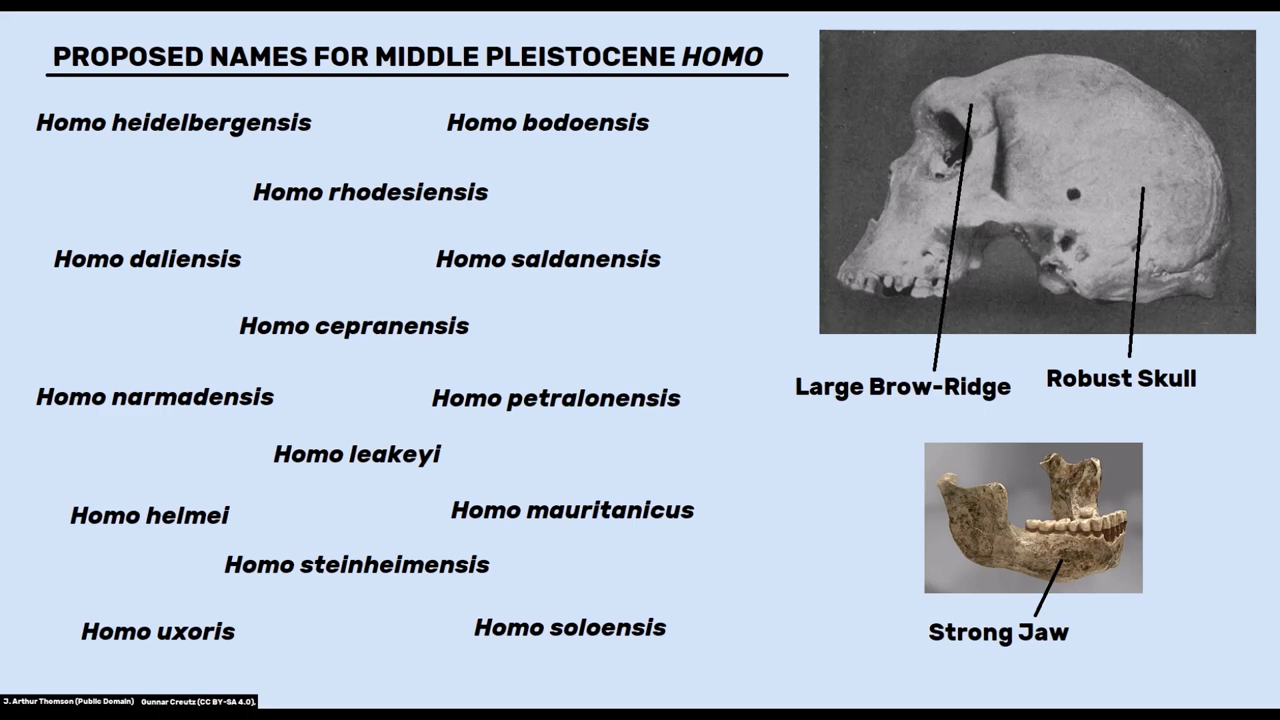 PROPOSED NAMES FOR MIDDLE PLEISTOCENE HOMO
Homo heidelbergensis
Homo bodoensis
Homo rhodesiensis
Homo daliensis
Homo saldanensis
Homo cepranensis
Homo narmadensis
Homo petralonensis
Homo leakeyi
Homo helmei
Homo mauritanicus
Homo steinheimensis
Homo uxoris
Homo soloensis
Large Brow-Ridge
Robust Skull
Strong Jaw
J. Arthur Thomson (Public Domain) Gunnar Creutz (CC BY-SA 4.0),